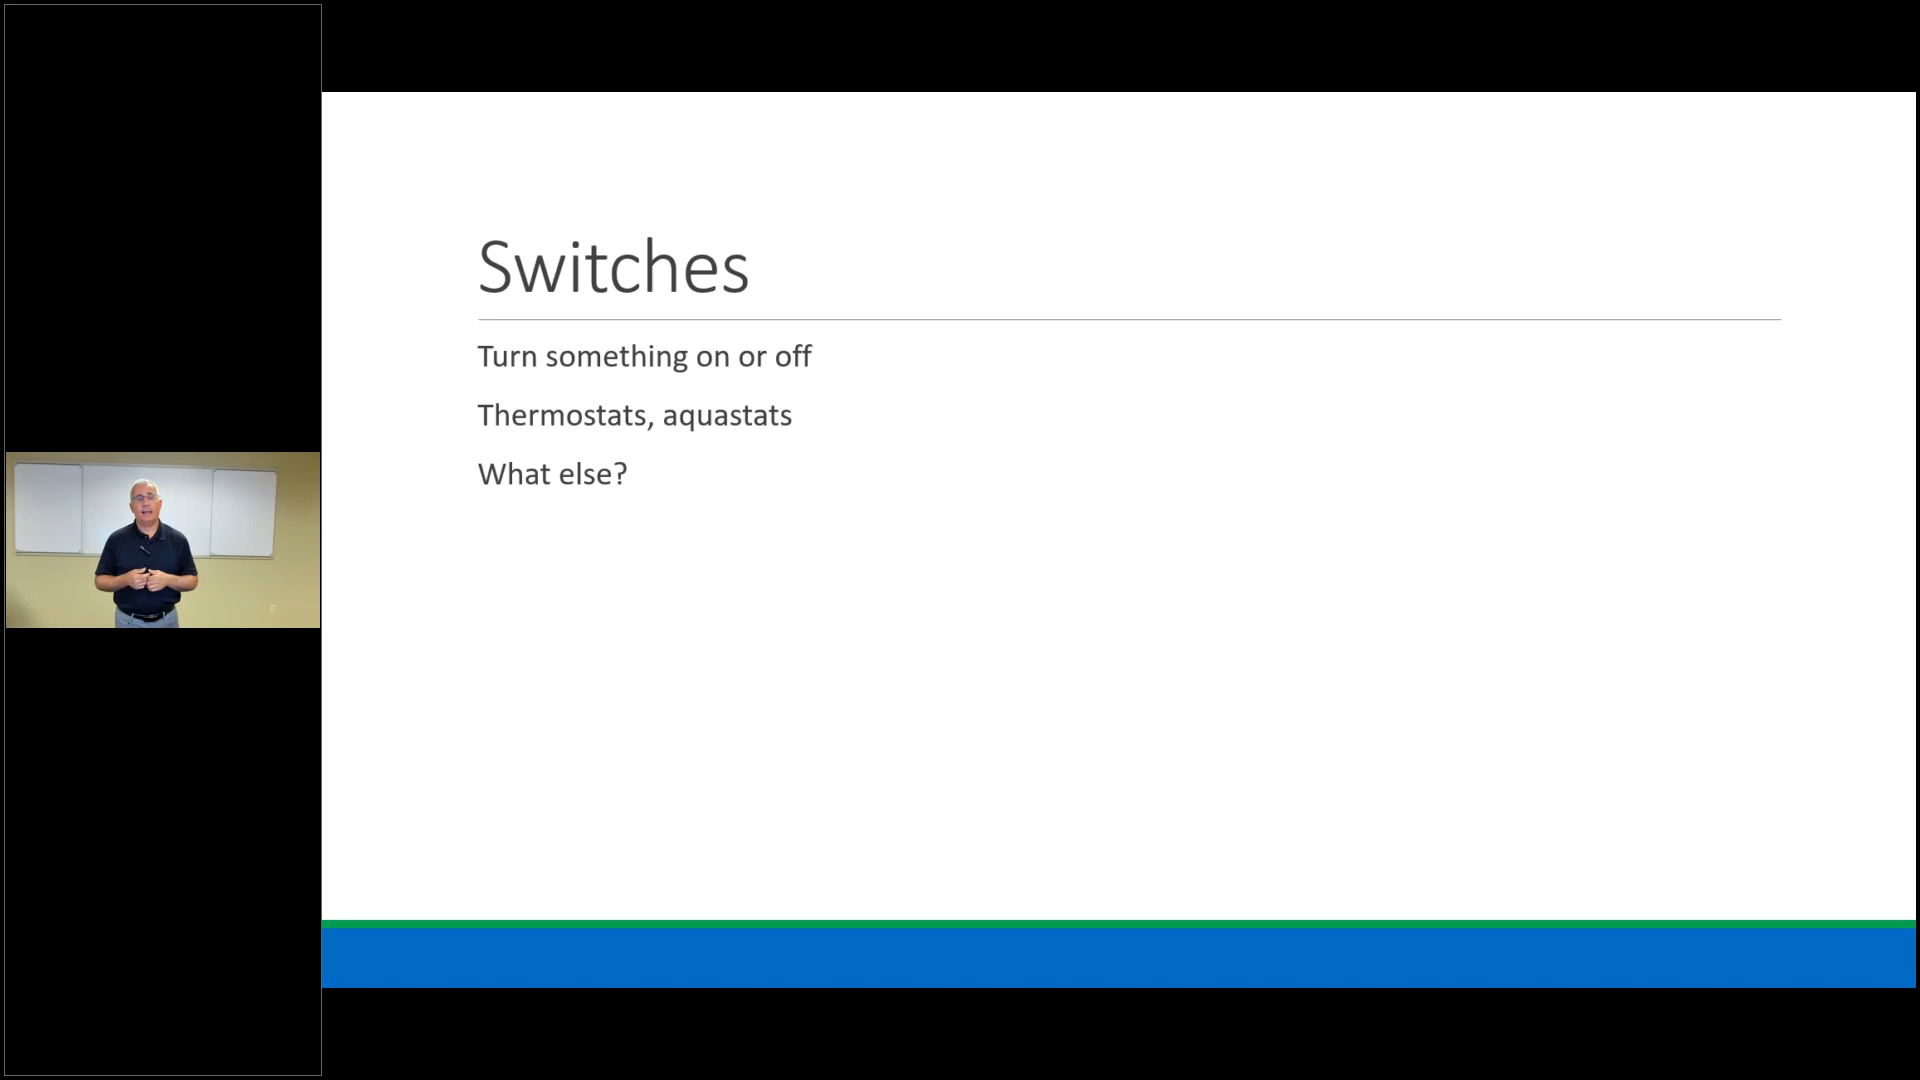 Switches
Turn something on or off
Thermostats, aquastats
What else?